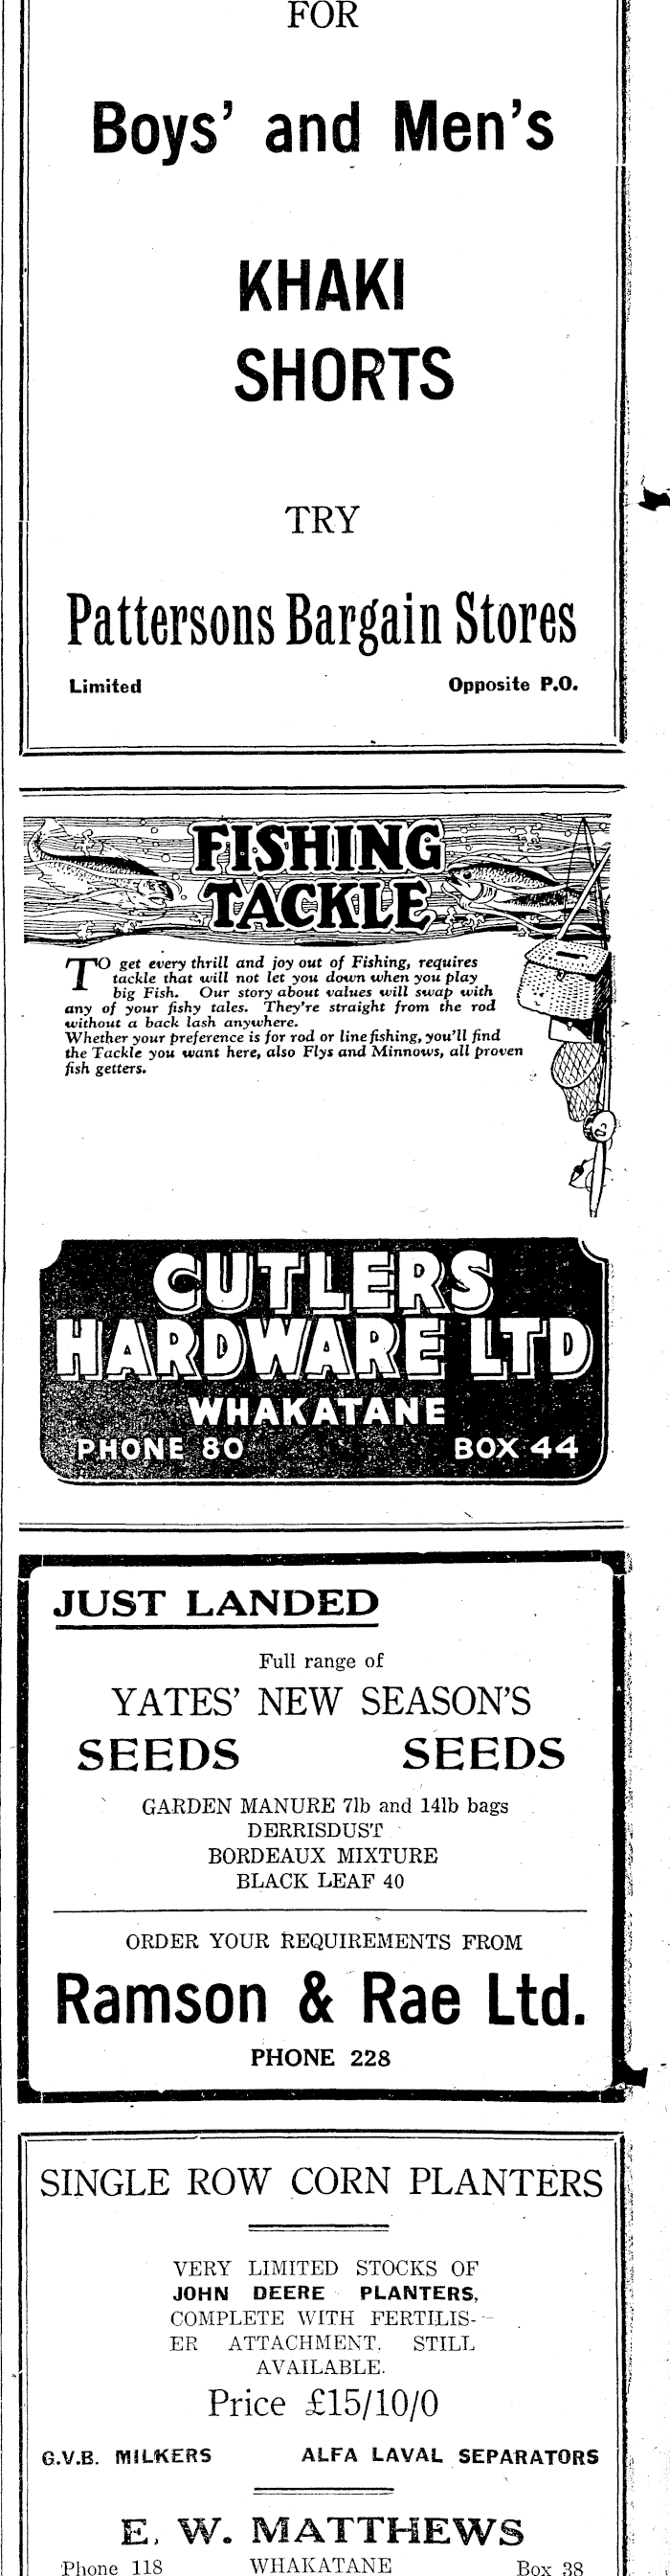 FOR
Boys' and Men's
KHAKI
SHORTS
TRY
Pattersons Bargain Stores
Limited Opposite P.O.
FISHING
TACKLE
TO get every thrill and joy out of Fishing, requires
tackle that will not let you down when you play
big Fish. Our story about values will swap with
any of your fishy tales. They're straight from the rod
without a back lash anywhere.
Whether your preference is for rod or line fishing, you'll find
the Tackle you want here, also Flys and Minnows, all proven
fish getters.
CUTLERS
HARDWARE LTD
WHAKATANE
PHONE 80 BOX 44
JUST LANDED
Full range of
YATES' NEW SEASON'S
SEEDS SEEDS
GARDEN MANURE 7lb and 14lb bags
DERRISDUST
BORDEAUX MIXTURE
BLACK LEAF 40
ORDER YOUR REQUIREMENTS FROM
Ramson & Rae Ltd.
PHONE 228
SINGLE ROW CORN PLANTERS
VERY LIMITED STOCKS OF
JOHN DEERE PLANTERS,
COMPLETE WITH FERTILIS-
ER ATTACHMENT. STILL
AVAILABLE.
Price £15/10/0
G.V.B. MILKERS ALFA LAVAL SEPARATORS
E. W. MATTHEWS
Phone 118 WHAKATANE Box 38